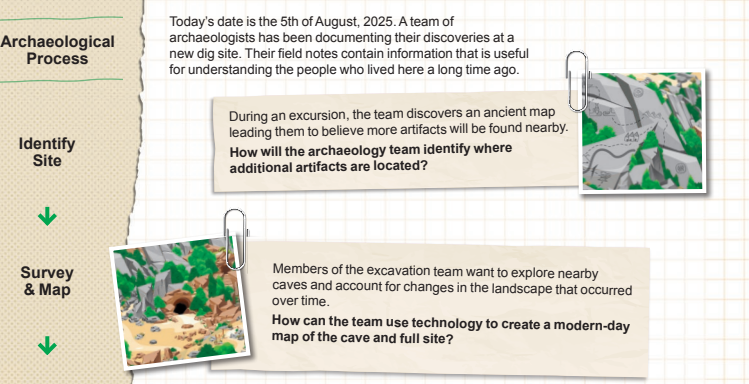 Archaeological
Process
Identify
Site
Survey
& Map
Today's date is the 5th of August, 2025. A team of
archaeologists has been documenting their discoveries at a
new dig site. Their field notes contain information that is useful
for understanding the people who lived here a long time ago.
During an excursion, the team discovers an ancient map
leading them to believe more artifacts will be found nearby.
How will the archaeology team identify where
additional artifacts are located?
Members of the excavation team want to explore nearby
caves and account for changes in the landscape that occurred
over time.
How can the team use technology to create a modern-day
map of the cave and full site?